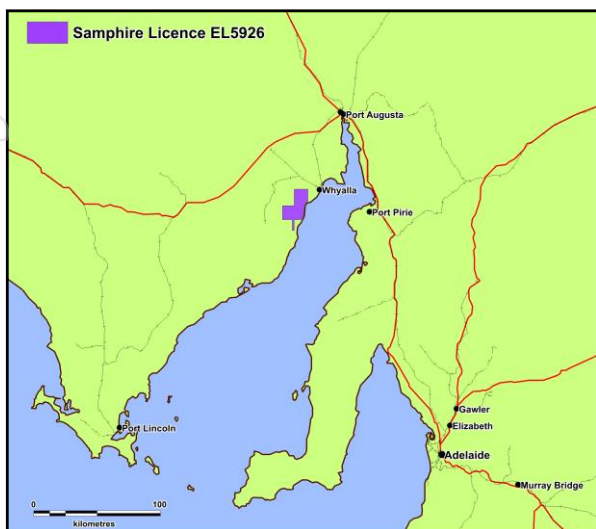 Samphire Licence EL5926
Port Augusta
Whyalla
Port Pirie
Gawler
Elizabeth
Port Lincoln
Adelaide
Murray Bridge
0 100
kilometres